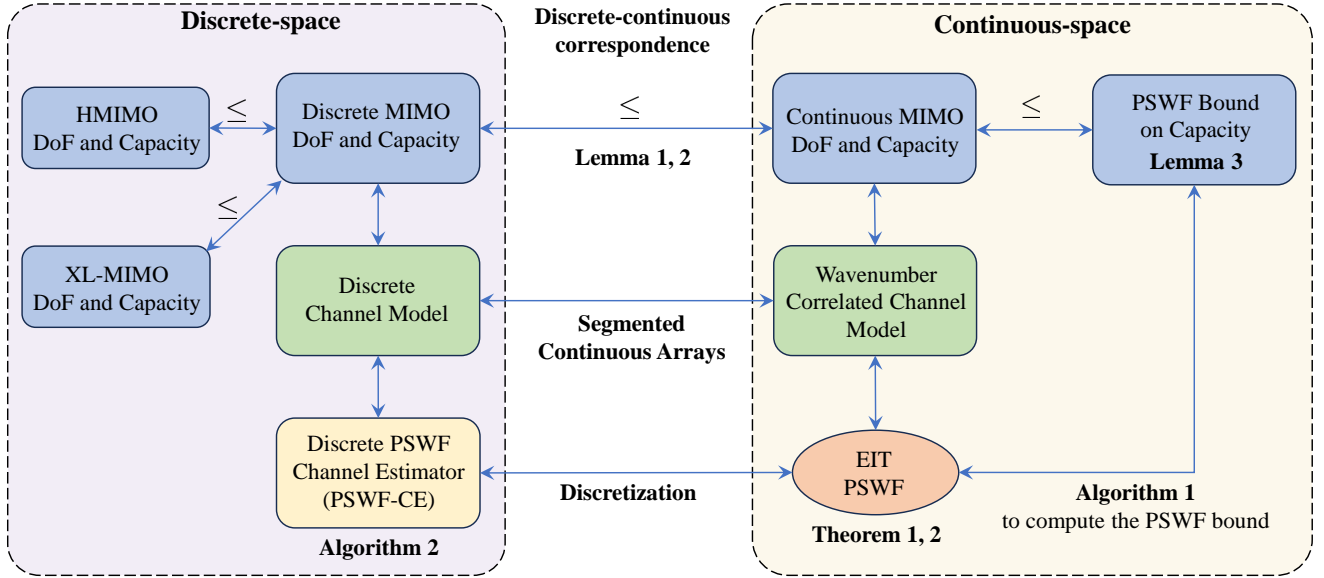 Discrete-space
Discrete-continuous
correspondence
Continuous-space
HMIMO
DoF and Capacity
≤
Discrete MIMO
DoF and Capacity
≤
Lemma 1, 2
Continuous MIMO
DoF and Capacity
≤
PSWF Bound
on Capacity
Lemma 3
≤
XL-MIMO
DoF and Capacity
Discrete
Channel Model
Segmented
Continuous Arrays
Wavenumber
Correlated Channel
Model
Discrete PSWF
Channel Estimator
(PSWF-CE)
Algorithm 2
Discretization
EIT
PSWF
Theorem 1, 2
Algorithm 1
to compute the PSWF bound